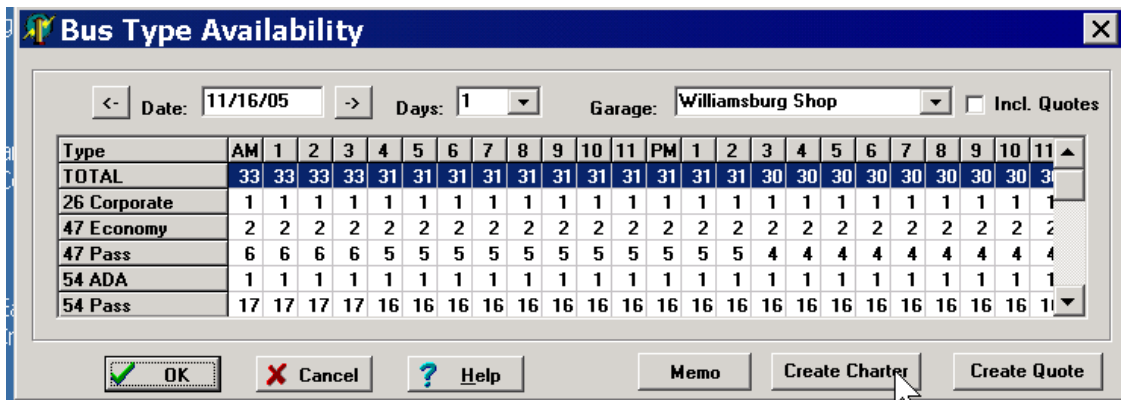 Bus Type Availability
<- Date: 11/16/05 -> Days: 1 Garage: Williamsburg Shop Incl. Quotes
Type AM 1 2 3 4 5 6 7 8 9 10 11 PM 1 2 3 4 5 6 7 8 9 10 11
TOTAL 33 33 33 33 31 31 31 31 31 31 31 31 31 31 31 30 30 30 30 30 30 30 30
26 Corporate 1 1 1 1 1 1 1 1 1 1 1 1 1 1 1 1 1 1 1 1 1 1 1 1
47 Economy 2 2 2 2 2 2 2 2 2 2 2 2 2 2 2 2 2 2 2 2 2 2 2 2
47 Pass 6 6 6 6 5 5 5 5 5 5 5 5 5 5 5 4 4 4 4 4 4 4 4 4
54 ADA 1 1 1 1 1 1 1 1 1 1 1 1 1 1 1 1 1 1 1 1 1 1 1 1
54 Pass 17 17 17 17 16 16 16 16 16 16 16 16 16 16 16 16 16 16 16 16 16 16 16
OK Cancel ? Help Memo Create Charter Create Quote